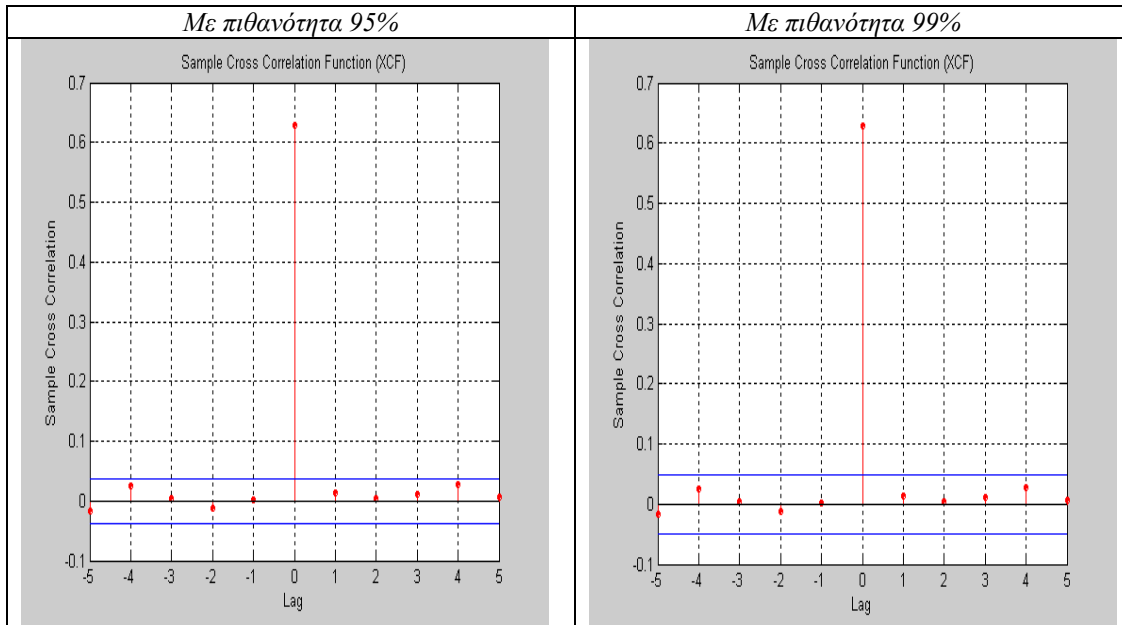 Με πιθανότητα 95%
Με πιθανότητα 99%
Sample Cross Correlation Function (XCF)
0.7
0.6
0.5
0.4
0.3
0.2
0.1
0
-0.1
Sample Cross Correlation
-5 -4 -3 -2 -1 0 1 2 3 4 5
Lag
Sample Cross Correlation Function (XCF)
0.7
0.6
0.5
0.4
0.3
0.2
0.1
0
-0.1
Sample Cross Correlation
-5 -4 -3 -2 -1 0 1 2 3 4 5
Lag